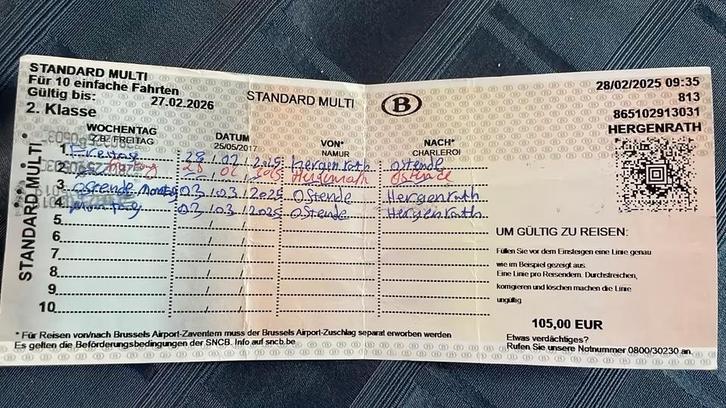 STANDARD MULTI
Für 10 einfache Fahrten
Gültig bis: 27.02.2026
2. Klasse
STANDARD MULTI
B
28/02/2025 09:35
813
865102913031
HERGENRATH
WOCHENTAG DATUM VON* NACH*
FREITAG 25/05/2017 NAMUR CHARLEROI
1 Freitag 28/02/2025 Hergenrath Ostende
2 28/02/2025 Hergenrath Ostende
3 Ostende Montag 03/03/2025 Ostende Hergenrath
4 Montag 03/03/2025 Ostende Hergenrath
5
6
7
8
9
10
STANDARD MULTI
UM GÜLTIG ZU REISEN:
Füllen Sie vor dem Einsteigen eine Linie genau
wie im Beispiel gezeigt aus.
Eine Linie pro Reisendem. Durchstreichen,
korrigieren und löschen machen die Linie
ungültig
105,00 EUR
Etwas verdächtiges?
Rufen Sie unsere Notnummer 0800/30230 an.
* Für Reisen von/nach Brussels Airport-Zaventem muss der Brussels Airport-Zuschlag separat erworben werden
Es gelten die Beförderungsbedingungen der SNCB. Info auf sncb.be